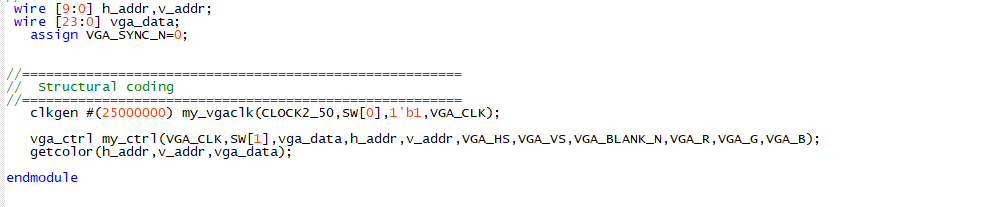 wire [9:0] h_addr,v_addr;
wire [23:0] vga_data;
assign VGA_SYNC_N=0;
//=======================================================
//  Structural coding
//=======================================================
clkgen #(25000000) my_vgaclk(CLOCK2_50,SW[0],1'b1,VGA_CLK);
vga_ctrl my_ctrl(VGA_CLK,SW[1],vga_data,h_addr,v_addr,VGA_HS,VGA_VS,VGA_BLANK_N,VGA_R,VGA_G,VGA_B);
getcolor(h_addr,v_addr,vga_data);
endmodule